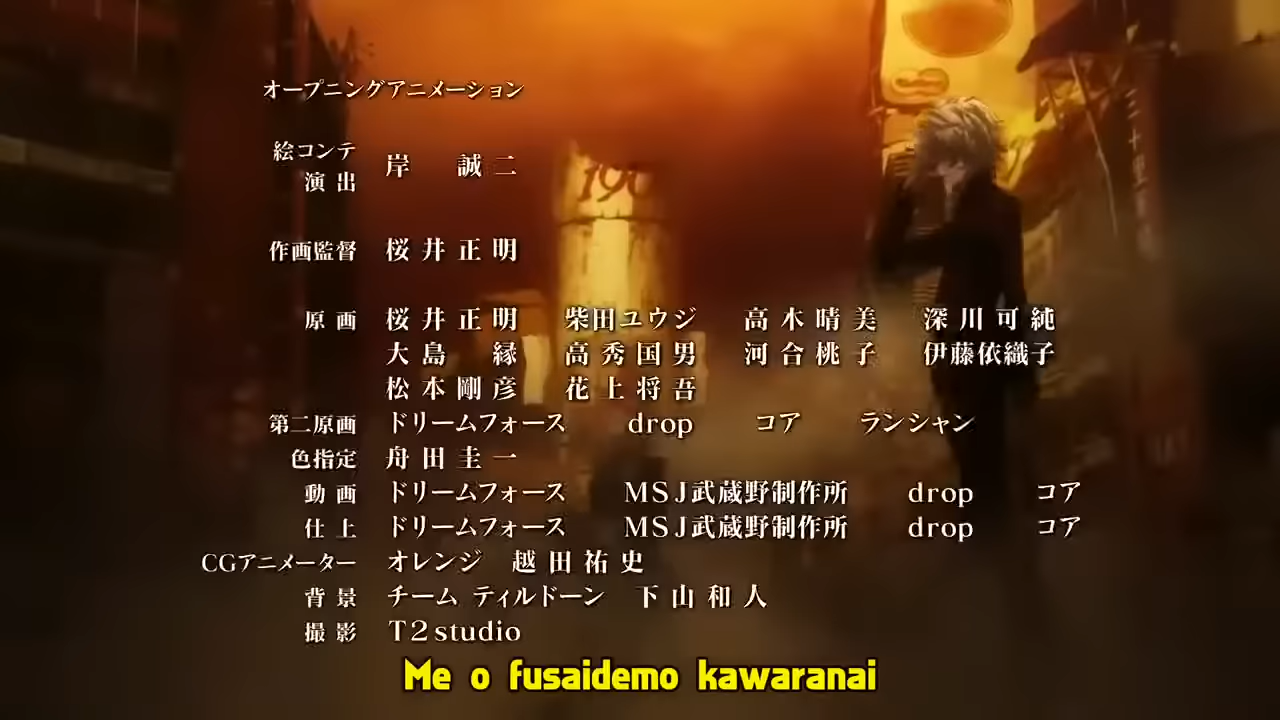 オープニングアニメーション
絵コンテ
演出 岸 誠二
作画監督 桜井正明
原画 桜井正明 柴田ユウジ 高木晴美 深川可純
大島 縁 高秀国男 河合桃子 伊藤依織子
松本剛彦 花上将吾
第二原画 ドリームフォース drop コア ランシャン
色指定 舟田圭一
動画 ドリームフォース MSJ武蔵野制作所 drop コア
仕上 ドリームフォース MSJ武蔵野制作所 drop コア
CGアニメーター オレンジ 越田祐史
背景 チーム ティルドーン 下山和人
撮影 T2studio
Me o fusaidemo kawaranai